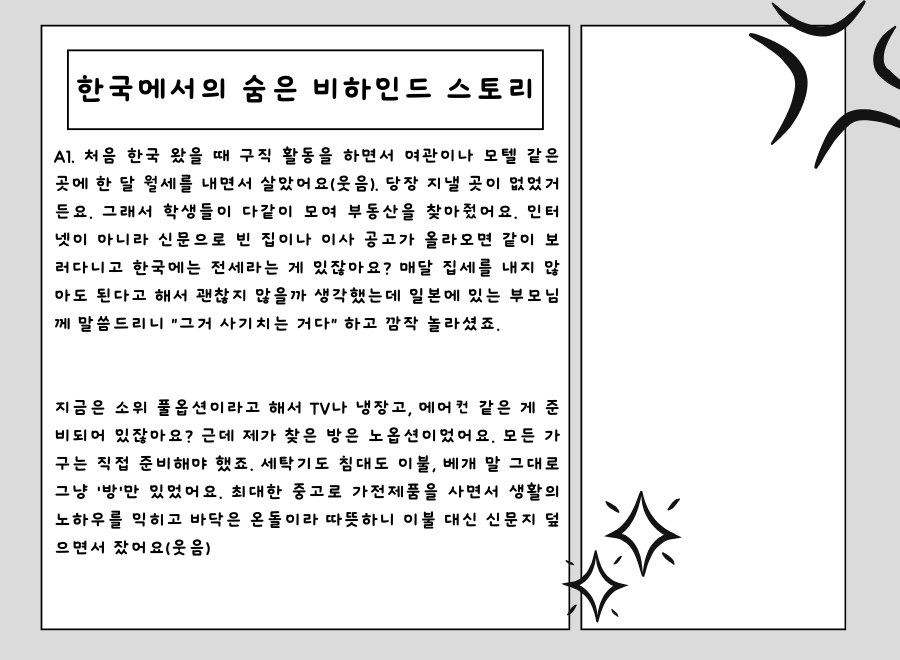 한국에서의 숨은 비하인드 스토리
A1. 처음 한국 왔을 때 구직 활동을 하면서 여관이나 모텔 같은
곳에 한 달 월세를 내면서 살았어요(웃음). 당장 지낼 곳이 없었거
든요. 그래서 학생들이 다같이 모여 부동산을 찾아줬어요. 인터
넷이 아니라 신문으로 빈 집이나 이사 공고가 올라오면 같이 보
러다니고 한국에는 전세라는 게 있잖아요? 매달 집세를 내지 않
아도 된다고 해서 괜찮지 않을까 생각했는데 일본에 있는 부모님
께 말씀드리니 "그거 사기치는 거다" 하고 깜작 놀라셨죠.
지금은 소위 풀옵션이라고 해서 TV나 냉장고, 에어컨 같은 게 준
비되어 있잖아요? 근데 제가 찾은 방은 노옵션이었어요. 모든 가
구는 직접 준비해야 했죠. 세탁기도 침대도 이불, 베개 말 그대로
그냥 '방'만 있었어요. 최대한 중고로 가전제품을 사면서 생활의
노하우를 익히고 바닥은 온돌이라 따뜻하니 이불 대신 신문지 덮
으면서 잤어요(웃음)